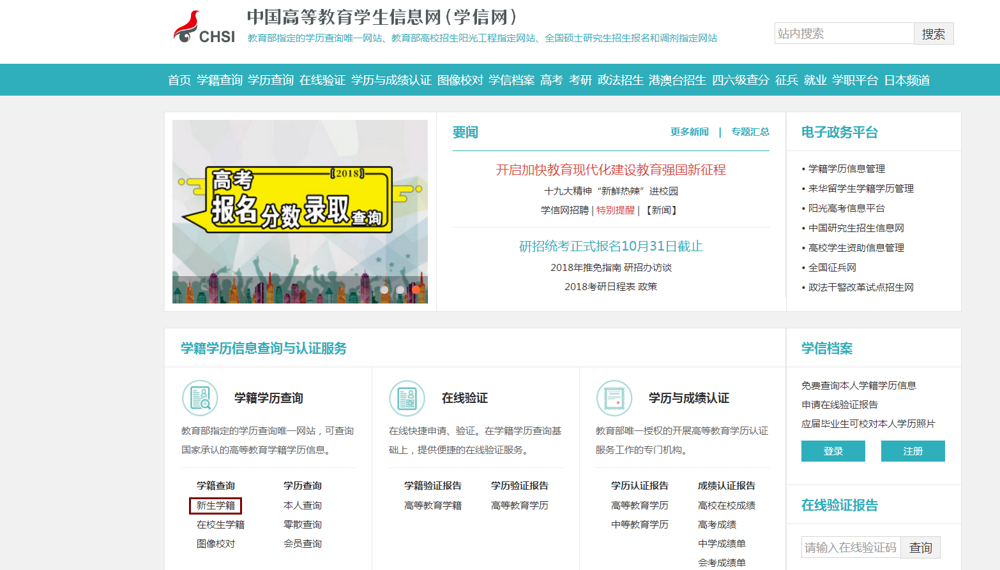 中国高等教育学生信息网(学信网)
CHSI
教育部指定的学历查询唯一网站、教育部高校招生阳光工程指定网站、全国硕士研究生招生报名和调剂指定网站
站内搜索 搜索
首页 学籍查询 学历查询 在线验证 学历与成绩认证 图像校对 学信档案 高考 考研 政法招生 港澳台招生 四六级查分 征兵 就业 学职平台 日本频道
高考
【2018】
报名分数录取查询
要闻
更多新闻 | 专题汇总
开启加快教育现代化建设教育强国新征程
十九大精神“新鲜热辣”进校园
学信网招聘 | 特别提醒 | 【新闻】
研招统考正式报名10月31日截止
2018年推免指南 研招办访谈
2018考研日程表 政策
电子政务平台
• 学籍学历信息管理
• 来华留学生学籍学历管理
• 阳光高考信息平台
• 中国研究生招生信息网
• 高校学生资助信息管理
• 全国征兵网
• 政法干警改革试点招生网
学籍学历信息查询与认证服务
学籍学历查询
教育部指定的学历查询唯一网站，可查询
国家承认的高等教育学籍学历信息。
学籍查询 学历查询
新生学籍 本人查询
在校生学籍 零散查询
图像校对 会员查询
在线验证
在线快捷申请、验证。在学籍学历查询基
础上，提供便捷的在线验证服务。
学籍验证报告 学历验证报告
高等教育学籍 高等教育学历
学历与成绩认证
教育部唯一授权的开展高等教育学历认证
服务工作的专门机构。
学历认证报告 成绩认证报告
高等教育学历 高校在校成绩
中等教育学历 高考成绩
中学成绩单
会考成绩单
学信档案
免费查询本人学籍学历信息
申请在线验证报告
应届毕业生可校对本人学历照片
登录 注册
在线验证报告
请输入在线验证码 查询